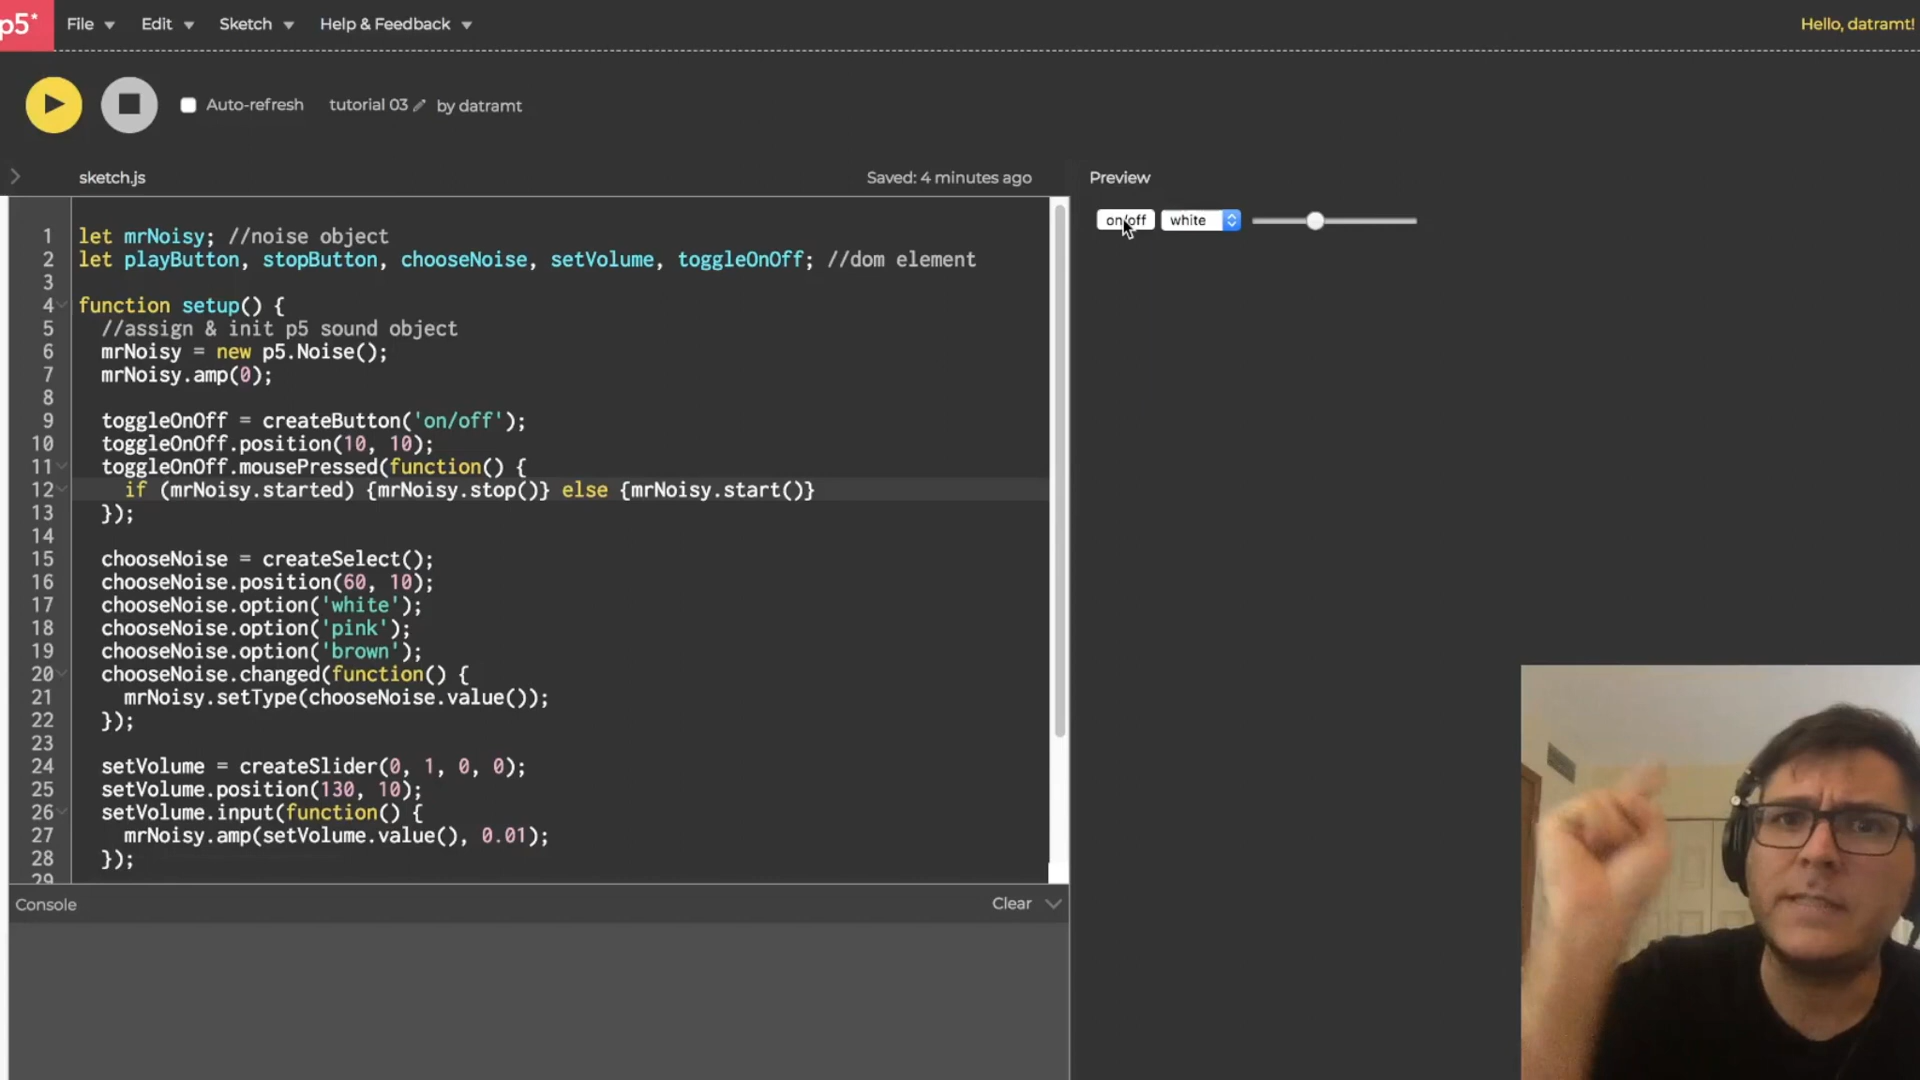 p5*
File
Edit
Sketch
Help & Feedback
Hello, datramt!
Auto-refresh
tutorial 03
by datramt
sketch.js
Saved: 4 minutes ago
Preview
on/off
white
1 let mrNoisy; //noise object
2 let playButton, stopButton, chooseNoise, setVolume, toggleOnOff; //dom element
3
4 function setup() {
5 //assign & init p5 sound object
6 mrNoisy = new p5.Noise();
7 mrNoisy.amp(0);
8
9 toggleOnOff = createButton('on/off');
10 toggleOnOff.position(10, 10);
11 toggleOnOff.mousePressed(function() {
12 if (mrNoisy.started) {mrNoisy.stop()} else {mrNoisy.start()}
13 });
14
15 chooseNoise = createSelect();
16 chooseNoise.position(60, 10);
17 chooseNoise.option('white');
18 chooseNoise.option('pink');
19 chooseNoise.option('brown');
20 chooseNoise.changed(function() {
21 mrNoisy.setType(chooseNoise.value());
22 });
23
24 setVolume = createSlider(0, 1, 0, 0);
25 setVolume.position(130, 10);
26 setVolume.input(function() {
27 mrNoisy.amp(setVolume.value(), 0.01);
28 });
29
Console
Clear